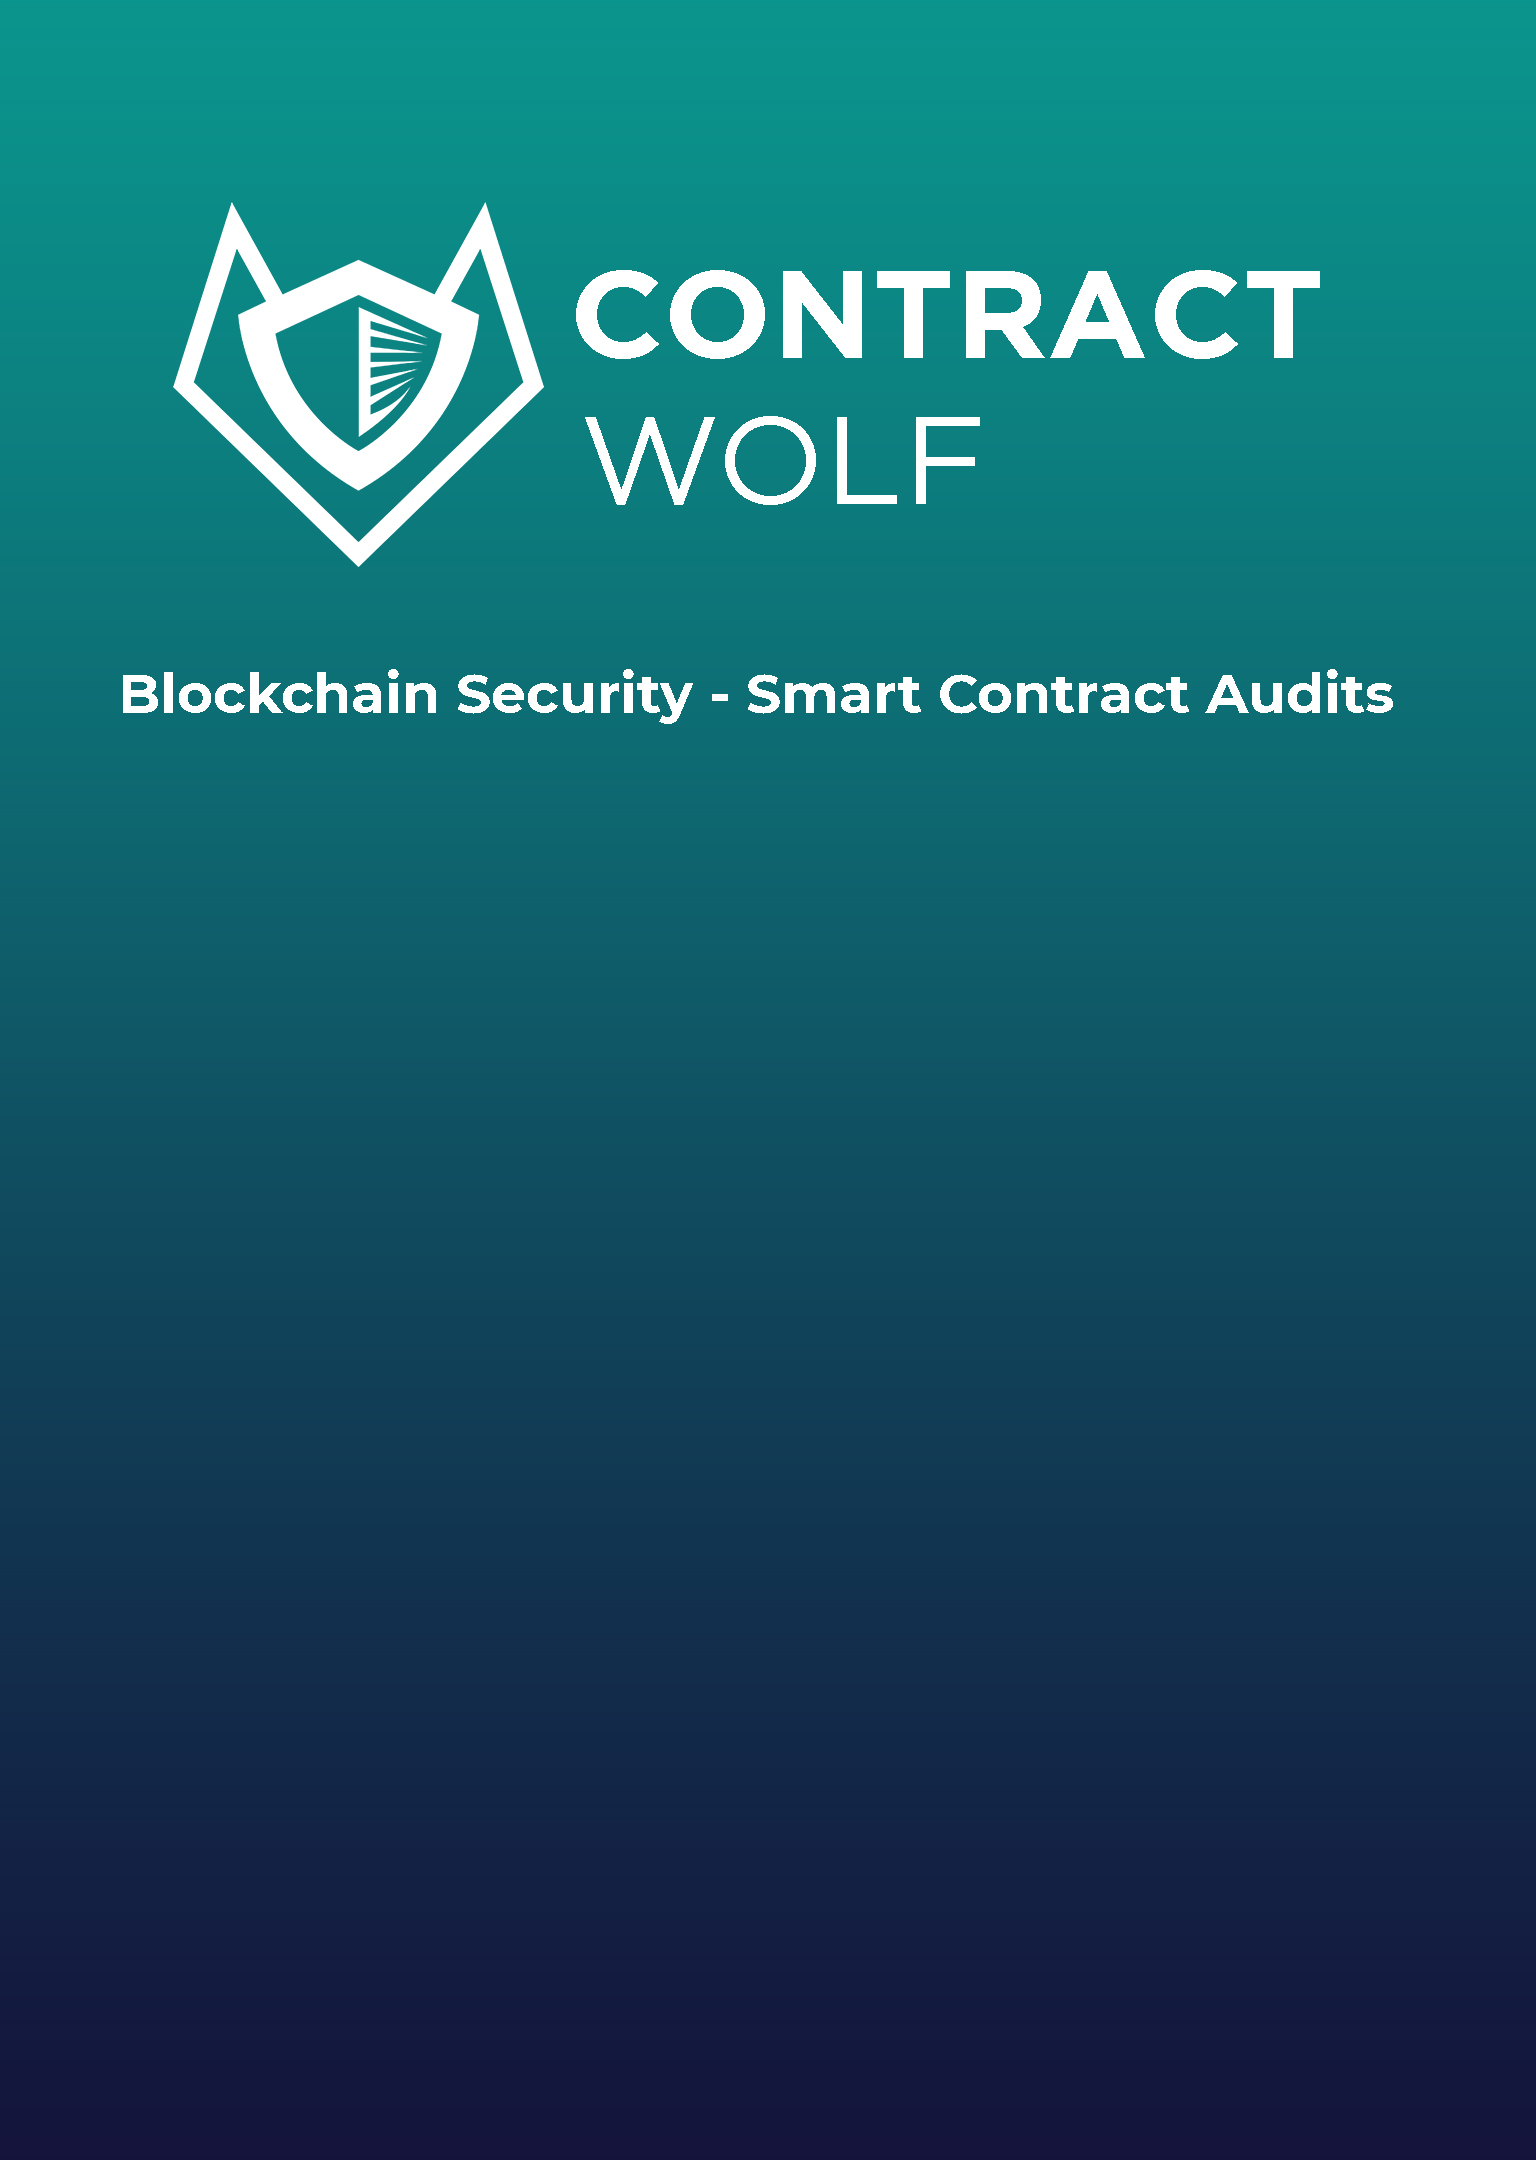 CONTRACT
WOLF
Blockchain Security - Smart Contract Audits